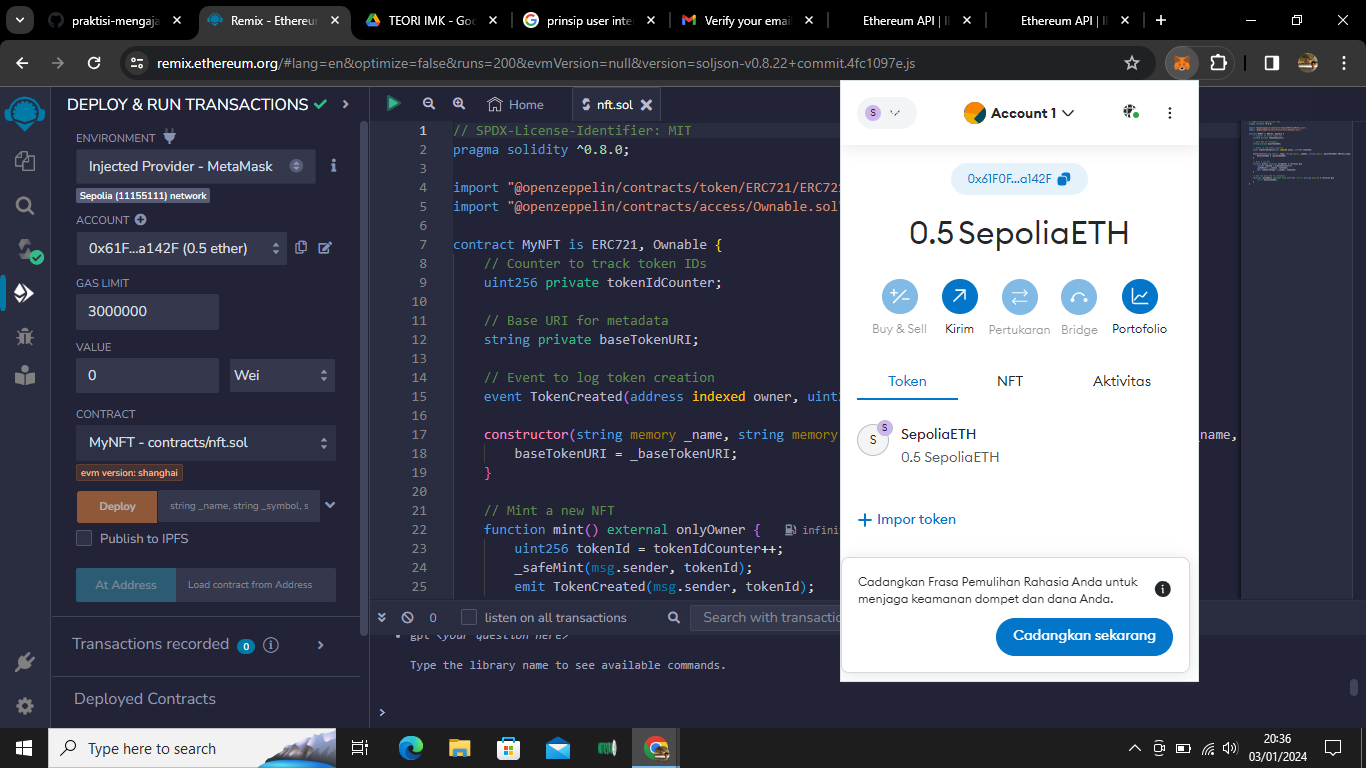 praktisi-mengaja
Remix - Ethereum
TEORI IMK - Goo
prinsip user inte
Verify your email
Ethereum API | I
Ethereum API | I
remix.ethereum.org/#lang=en&optimize=false&runs=200&evmVersion=null&version=soljson-v0.8.22+commit.4fc1097e.js
DEPLOY & RUN TRANSACTIONS
ENVIRONMENT
Injected Provider - MetaMask
Sepolia (11155111) network
ACCOUNT
0x61F...a142F (0.5 ether)
GAS LIMIT
3000000
VALUE
0
Wei
CONTRACT
MyNFT - contracts/nft.sol
evm version: shanghai
Deploy
string _name, string _symbol, s
Publish to IPFS
At Address
Load contract from Address
Transactions recorded 0 i
Deployed Contracts
Home
nft.sol
1 // SPDX-License-Identifier: MIT
2 pragma solidity ^0.8.0;
3
4 import "@openzeppelin/contracts/token/ERC721/ERC721
5 import "@openzeppelin/contracts/access/Ownable.sol"
6
7 contract MyNFT is ERC721, Ownable {
8 // Counter to track token IDs
9 uint256 private tokenIdCounter;
10
11 // Base URI for metadata
12 string private baseTokenURI;
13
14 // Event to log token creation
15 event TokenCreated(address indexed owner, uint2
16
17 constructor(string memory _name, string memory _name,
18 baseTokenURI = _baseTokenURI;
19 }
20
21 // Mint a new NFT
22 function mint() external onlyOwner { infini
23 uint256 tokenId = tokenIdCounter++;
24 _safeMint(msg.sender, tokenId);
25 emit TokenCreated(msg.sender, tokenId);
0
listen on all transactions
Search with transactio
• gpt <your question here>
Type the library name to see available commands.
>
S
Account 1
0x61F0F...a142F
0.5 SepoliaETH
Buy & Sell
Kirim
Pertukaran
Bridge
Portofolio
Token
NFT
Aktivitas
S
S
SepoliaETH
0.5 SepoliaETH
+ Impor token
Cadangkan Frasa Pemulihan Rahasia Anda untuk
menjaga keamanan dompet dan dana Anda.
Cadangkan sekarang
Type here to search
20:36
03/01/2024